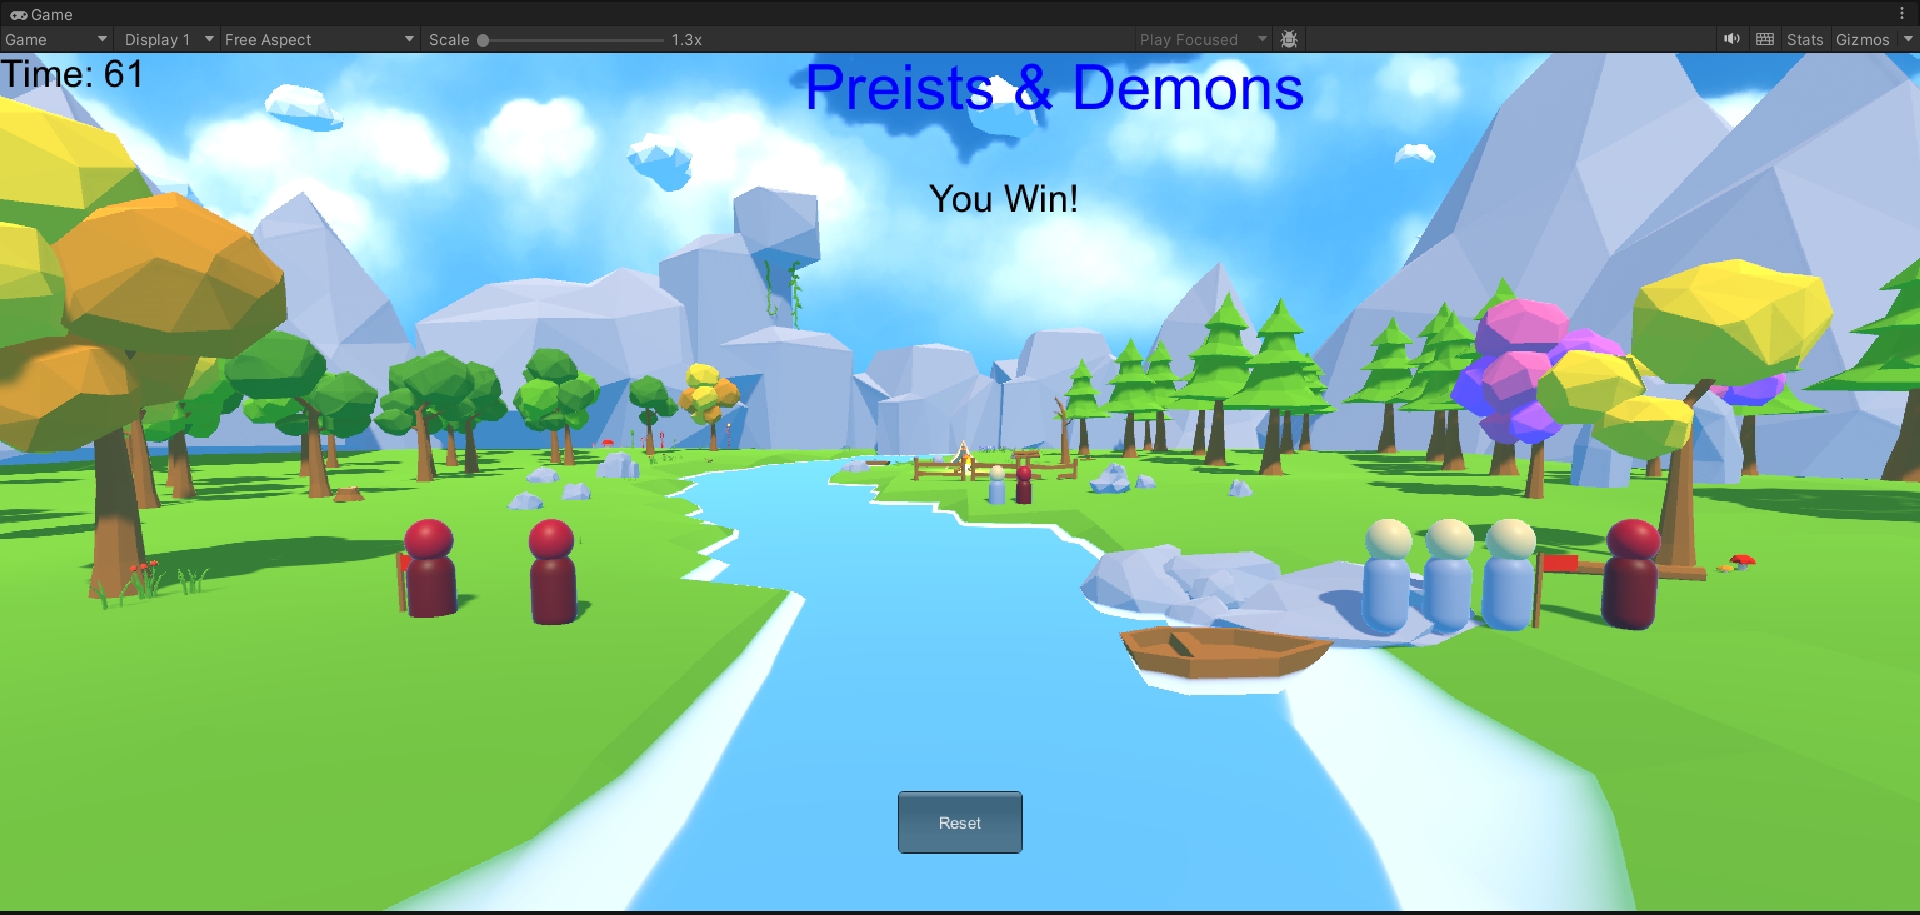 Game
Game Display 1 Free Aspect Scale 1.3x Play Focused Stats Gizmos
Time: 61
Preists & Demons
You Win!
Reset